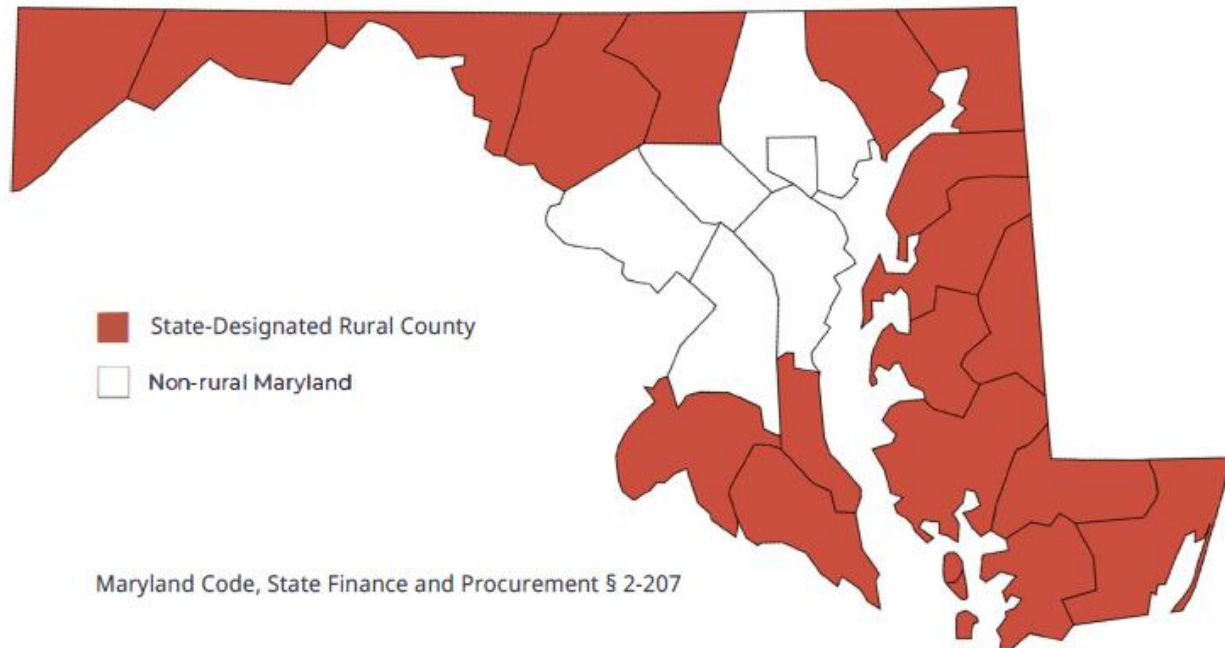 State-Designated Rural County
Non-rural Maryland
Maryland Code, State Finance and Procurement § 2-207